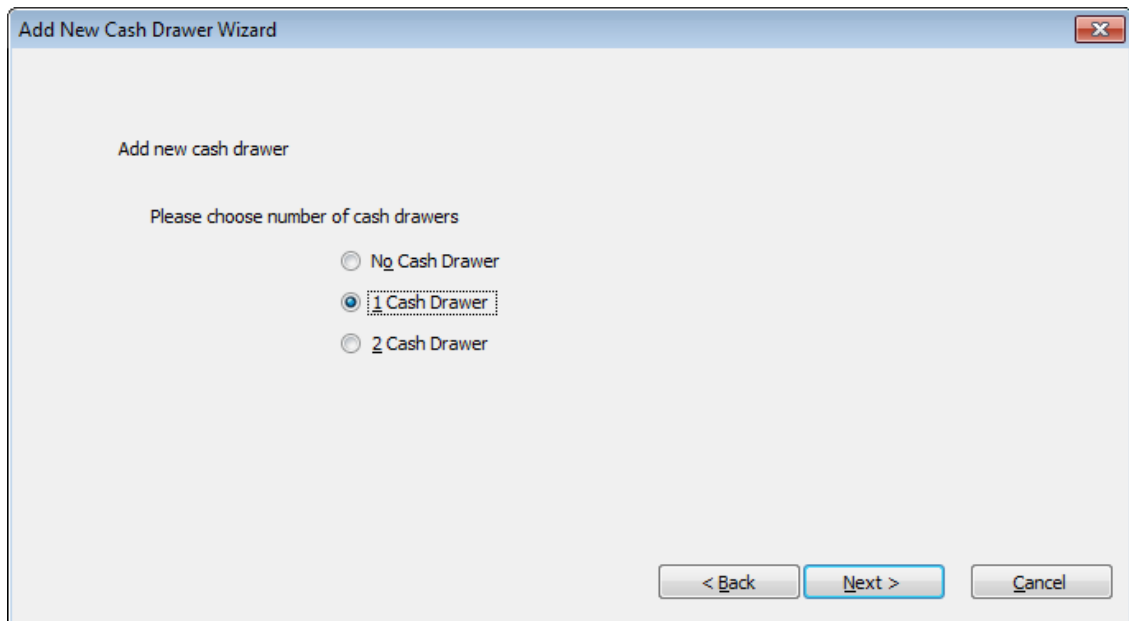 Add New Cash Drawer Wizard
Add new cash drawer
Please choose number of cash drawers
No Cash Drawer
1 Cash Drawer
2 Cash Drawer
< Back Next > Cancel